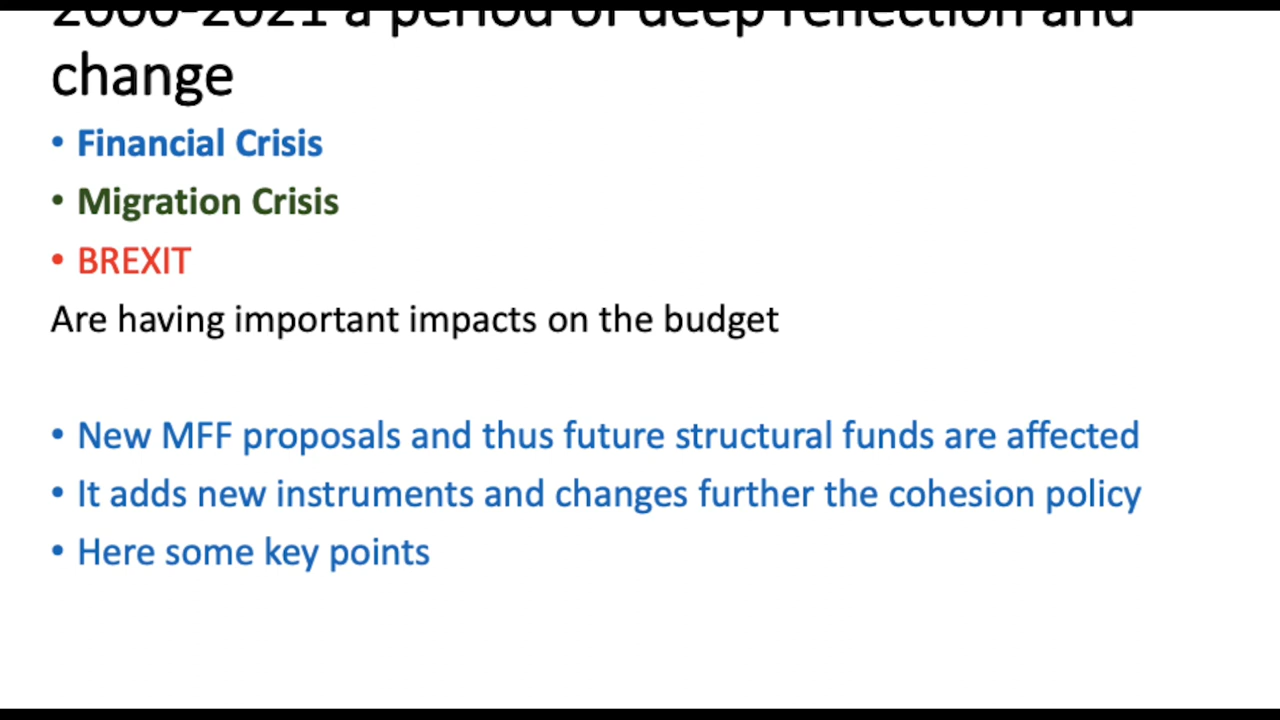 a period of deep reflection and
change
• Financial Crisis
• Migration Crisis
• BREXIT
Are having important impacts on the budget
• New MFF proposals and thus future structural funds are affected
• It adds new instruments and changes further the cohesion policy
• Here some key points